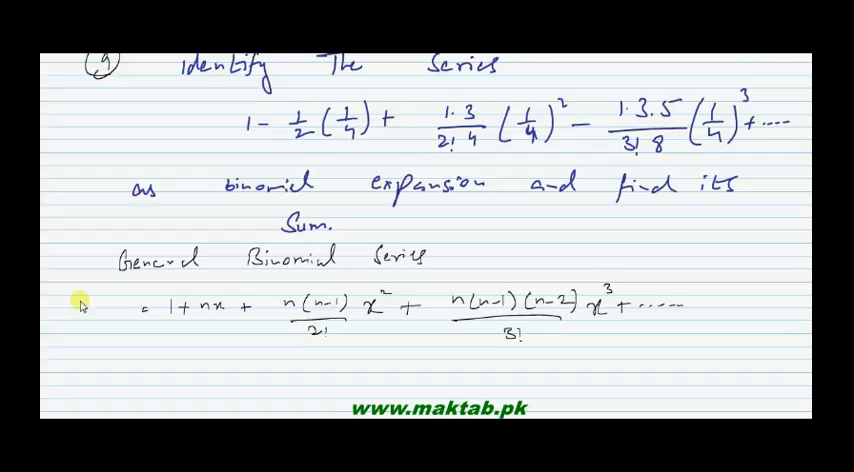 9 Identify The Series
1 - 1/2 (1/4) + 1·3/2!·4 (1/4)^2 - 1·3·5/3!·8 (1/4)^3 + ....
as binomial expansion and find its
Sum.
General Binomial Series
= 1 + nx + n(n-1)/2! x^2 + n(n-1)(n-2)/3! x^3 + ......
www.maktab.pk